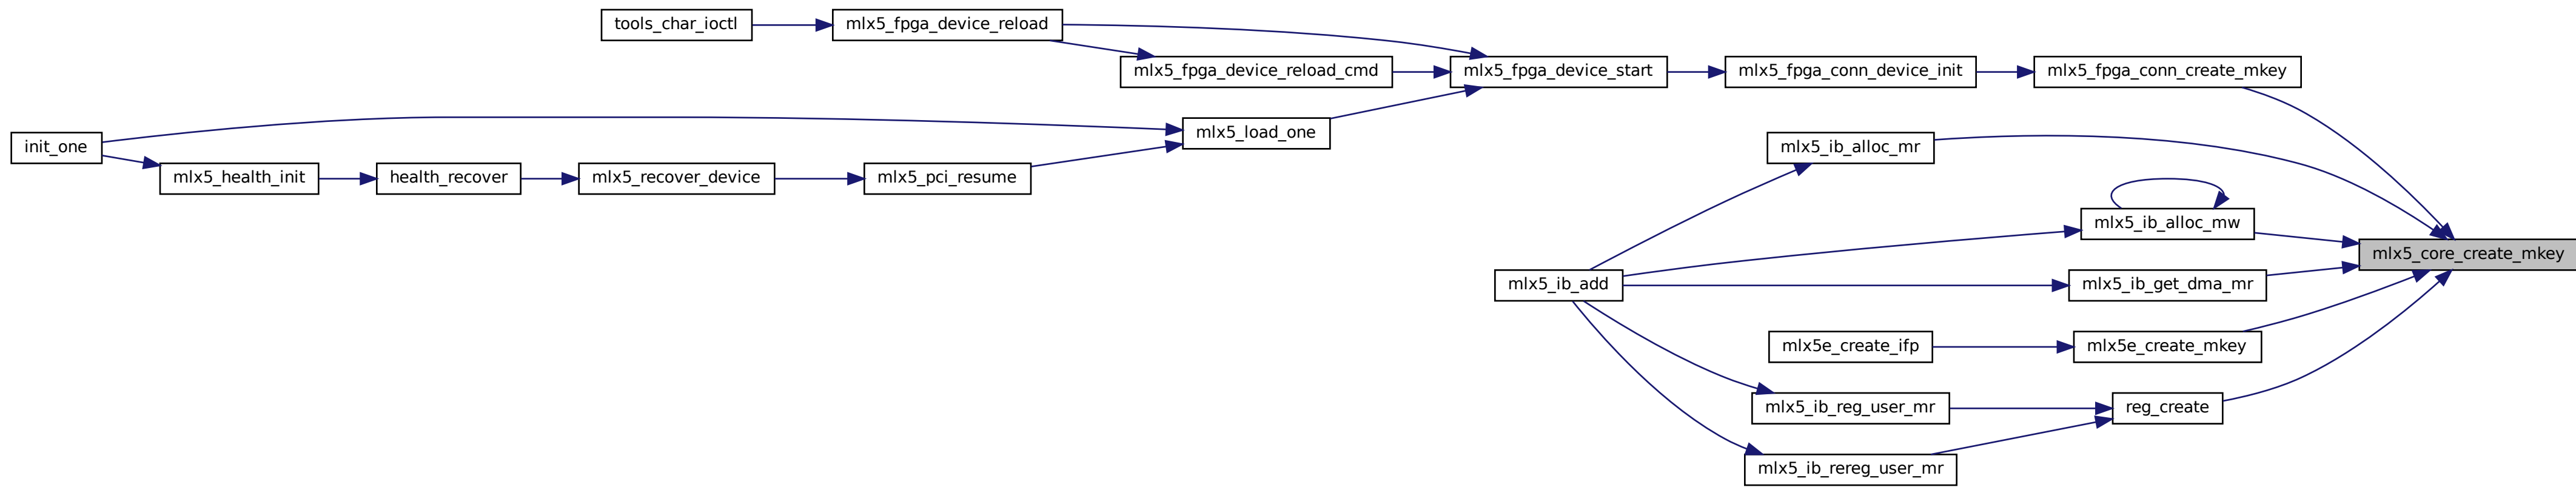 tools_char_ioctl
mlx5_fpga_device_reload
mlx5_fpga_device_reload_cmd
mlx5_fpga_device_start
mlx5_fpga_conn_device_init
mlx5_fpga_conn_create_mkey
init_one
mlx5_load_one
mlx5_health_init
health_recover
mlx5_recover_device
mlx5_pci_resume
mlx5_ib_alloc_mr
mlx5_ib_alloc_mw
mlx5_core_create_mkey
mlx5_ib_add
mlx5_ib_get_dma_mr
mlx5e_create_ifp
mlx5e_create_mkey
mlx5_ib_reg_user_mr
reg_create
mlx5_ib_rereg_user_mr